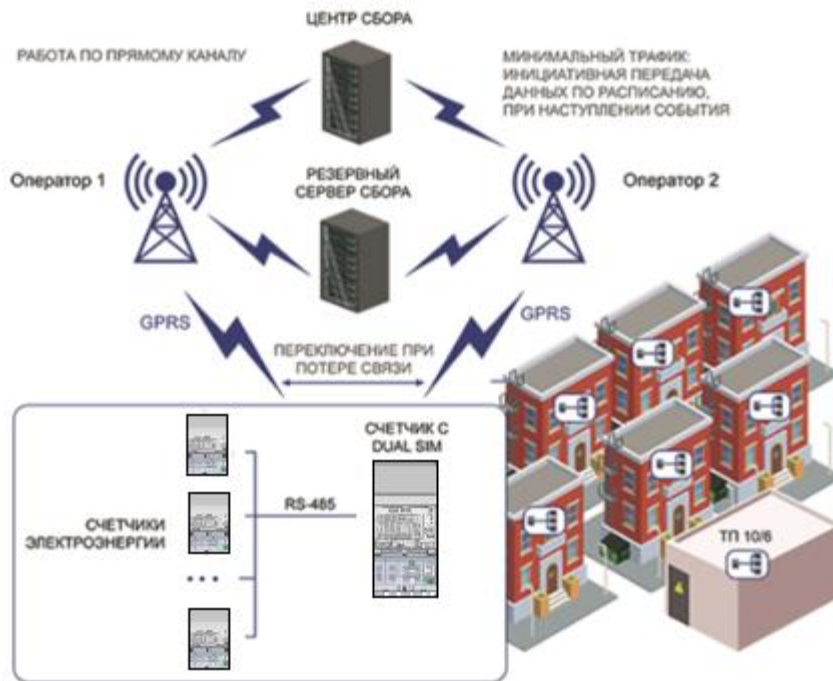 ЦЕНТР СБОРА
РАБОТА ПО ПРЯМОМУ КАНАЛУ
МИНИМАЛЬНЫЙ ТРАФИК:
ИНИЦИАТИВНАЯ ПЕРЕДАЧА
ДАННЫХ ПО РАСПИСАНИЮ,
ПРИ НАСТУПЛЕНИИ СОБЫТИЯ
Оператор 1
РЕЗЕРВНЫЙ
СЕРВЕР СБОРА
Оператор 2
GPRS
GPRS
ПЕРЕКЛЮЧЕНИЕ ПРИ
ПОТЕРЕ СВЯЗИ
СЧЕТЧИК С
DUAL SIM
RS-485
СЧЕТЧИКИ
ЭЛЕКТРОЭНЕРГИИ
ТП 10/6